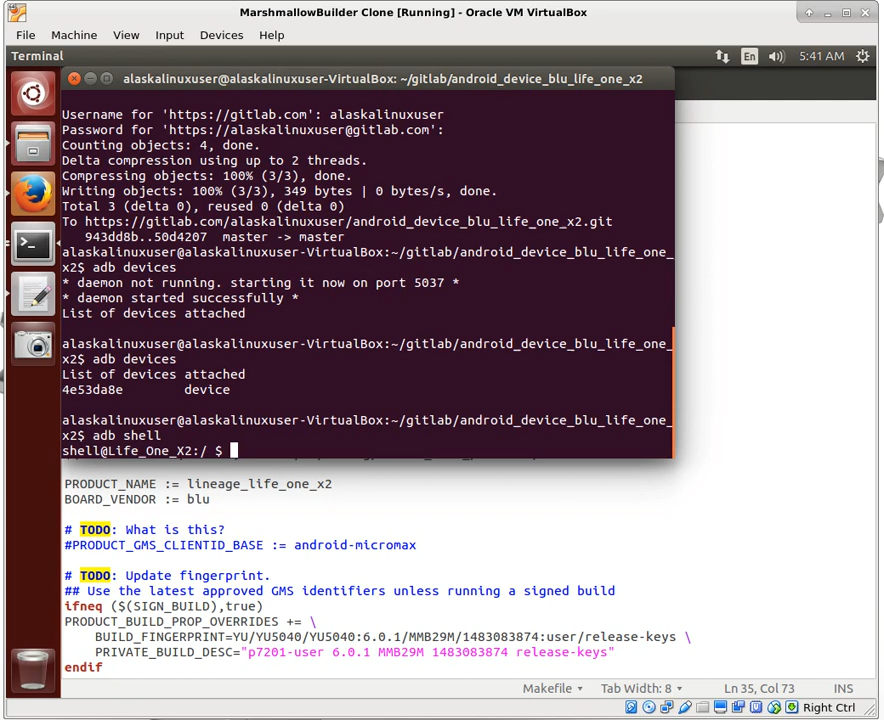 MarshmallowBuilder Clone [Running] - Oracle VM VirtualBox
File Machine View Input Devices Help
Terminal En 5:41 AM
alaskalinuxuser@alaskalinuxuser-VirtualBox: ~/gitlab/android_device_blu_life_one_x2
Username for 'https://gitlab.com': alaskalinuxuser
Password for 'https://alaskalinuxuser@gitlab.com':
Counting objects: 4, done.
Delta compression using up to 2 threads.
Compressing objects: 100% (3/3), done.
Writing objects: 100% (3/3), 349 bytes | 0 bytes/s, done.
Total 3 (delta 0), reused 0 (delta 0)
To https://gitlab.com/alaskalinuxuser/android_device_blu_life_one_x2.git
943dd8b..50d4207  master -> master
alaskalinuxuser@alaskalinuxuser-VirtualBox:~/gitlab/android_device_blu_life_one_
x2$ adb devices
* daemon not running. starting it now on port 5037 *
* daemon started successfully *
List of devices attached
alaskalinuxuser@alaskalinuxuser-VirtualBox:~/gitlab/android_device_blu_life_one_
x2$ adb devices
List of devices attached
4e53da8e device
alaskalinuxuser@alaskalinuxuser-VirtualBox:~/gitlab/android_device_blu_life_one_
x2$ adb shell
shell@Life_One_X2:/ $
PRODUCT_NAME := lineage_life_one_x2
BOARD_VENDOR := blu
# TODO: What is this?
#PRODUCT_GMS_CLIENTID_BASE := android-micromax
# TODO: Update fingerprint.
## Use the latest approved GMS identifiers unless running a signed build
ifneq ($(SIGN_BUILD),true)
PRODUCT_BUILD_PROP_OVERRIDES += \
BUILD_FINGERPRINT=YU/YU5040/YU5040:6.0.1/MMB29M/1483083874:user/release-keys \
PRIVATE_BUILD_DESC="p7201-user 6.0.1 MMB29M 1483083874 release-keys"
endif
Makefile Tab Width: 8 Ln 35, Col 73 INS
Right Ctrl